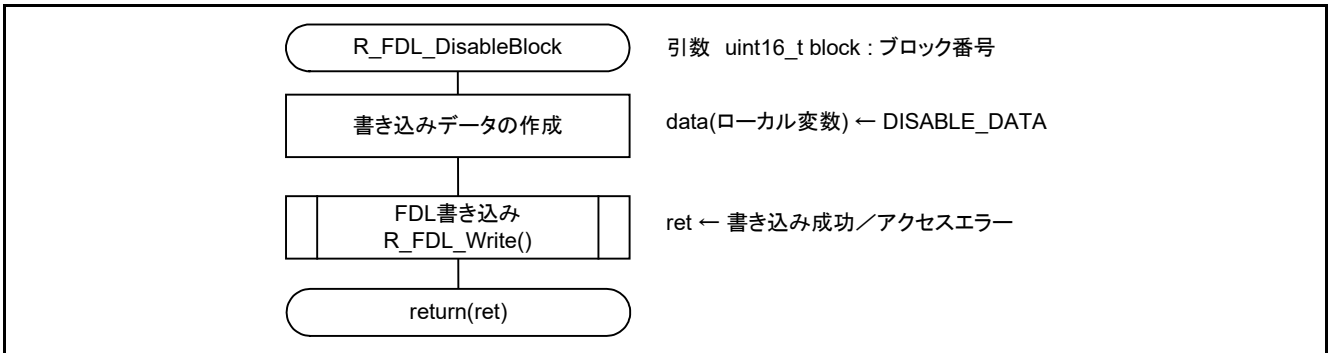 R_FDL_DisableBlock
引数 uint16_t block : ブロック番号
書き込みデータの作成
data(ローカル変数) ← DISABLE_DATA
FDL書き込み
R_FDL_Write()
ret ← 書き込み成功／アクセスエラー
return(ret)